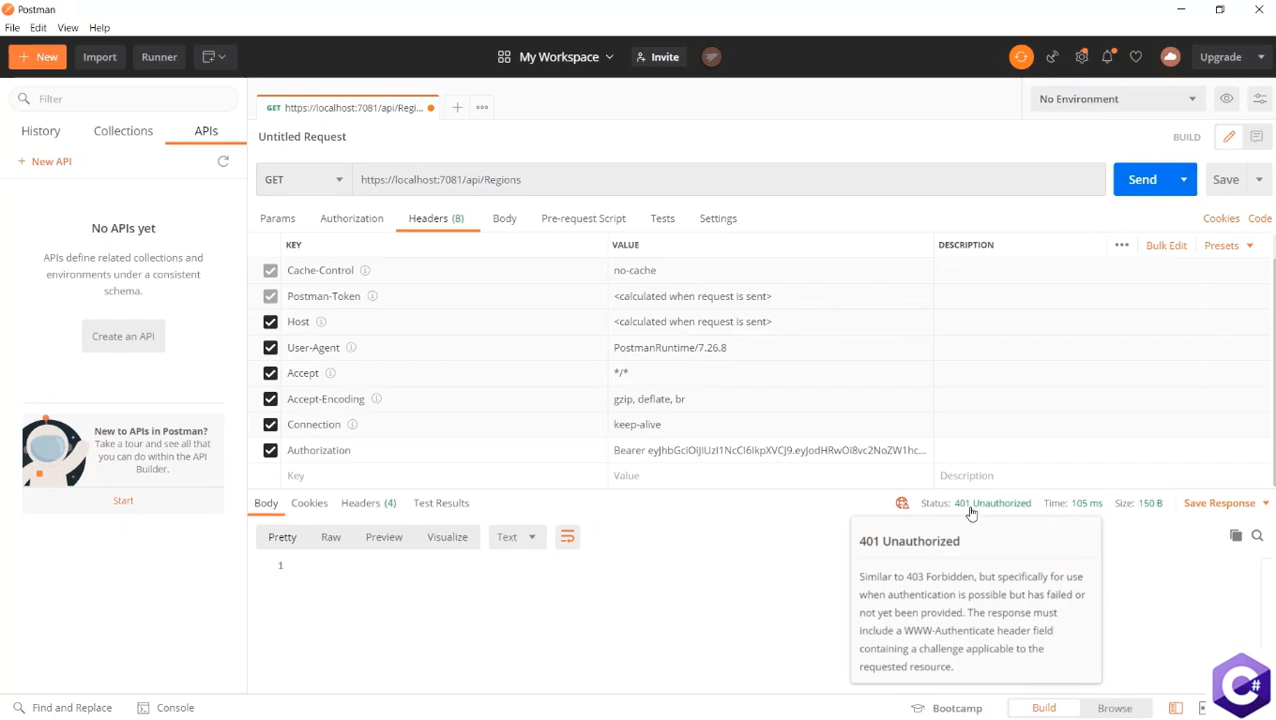 Postman
File Edit View Help
+ New Import Runner My Workspace Invite Upgrade
Filter
History Collections APIs
+ New API
No APIs yet
APIs define related collections and
environments under a consistent
schema.
Create an API
New to APIs in Postman?
Take a tour and see all that
you can do within the API
Builder.
Start
GET https://localhost:7081/api/Regi... + ••• No Environment
Untitled Request BUILD
GET https://localhost:7081/api/Regions Send Save
Params Authorization Headers (8) Body Pre-request Script Tests Settings Cookies Code
KEY VALUE DESCRIPTION ••• Bulk Edit Presets
Cache-Control no-cache
Postman-Token <calculated when request is sent>
Host <calculated when request is sent>
User-Agent PostmanRuntime/7.26.8
Accept */*
Accept-Encoding gzip, deflate, br
Connection keep-alive
Authorization Bearer eyJhbGciOiJIUzI1NiIsInR5cCI6IkpXVCJ9.eyJodHRwOi8vc2NoZW1hc...
Key Value Description
Body Cookies Headers (4) Test Results Status: 401 Unauthorized Time: 105 ms Size: 150 B Save Response
Pretty Raw Preview Visualize Text
1
401 Unauthorized
Similar to 403 Forbidden, but specifically for use
when authentication is possible but has failed or
not yet been provided. The response must
include a WWW-Authenticate header field
containing a challenge applicable to the
requested resource.
C#
Find and Replace Console Bootcamp Build Browse